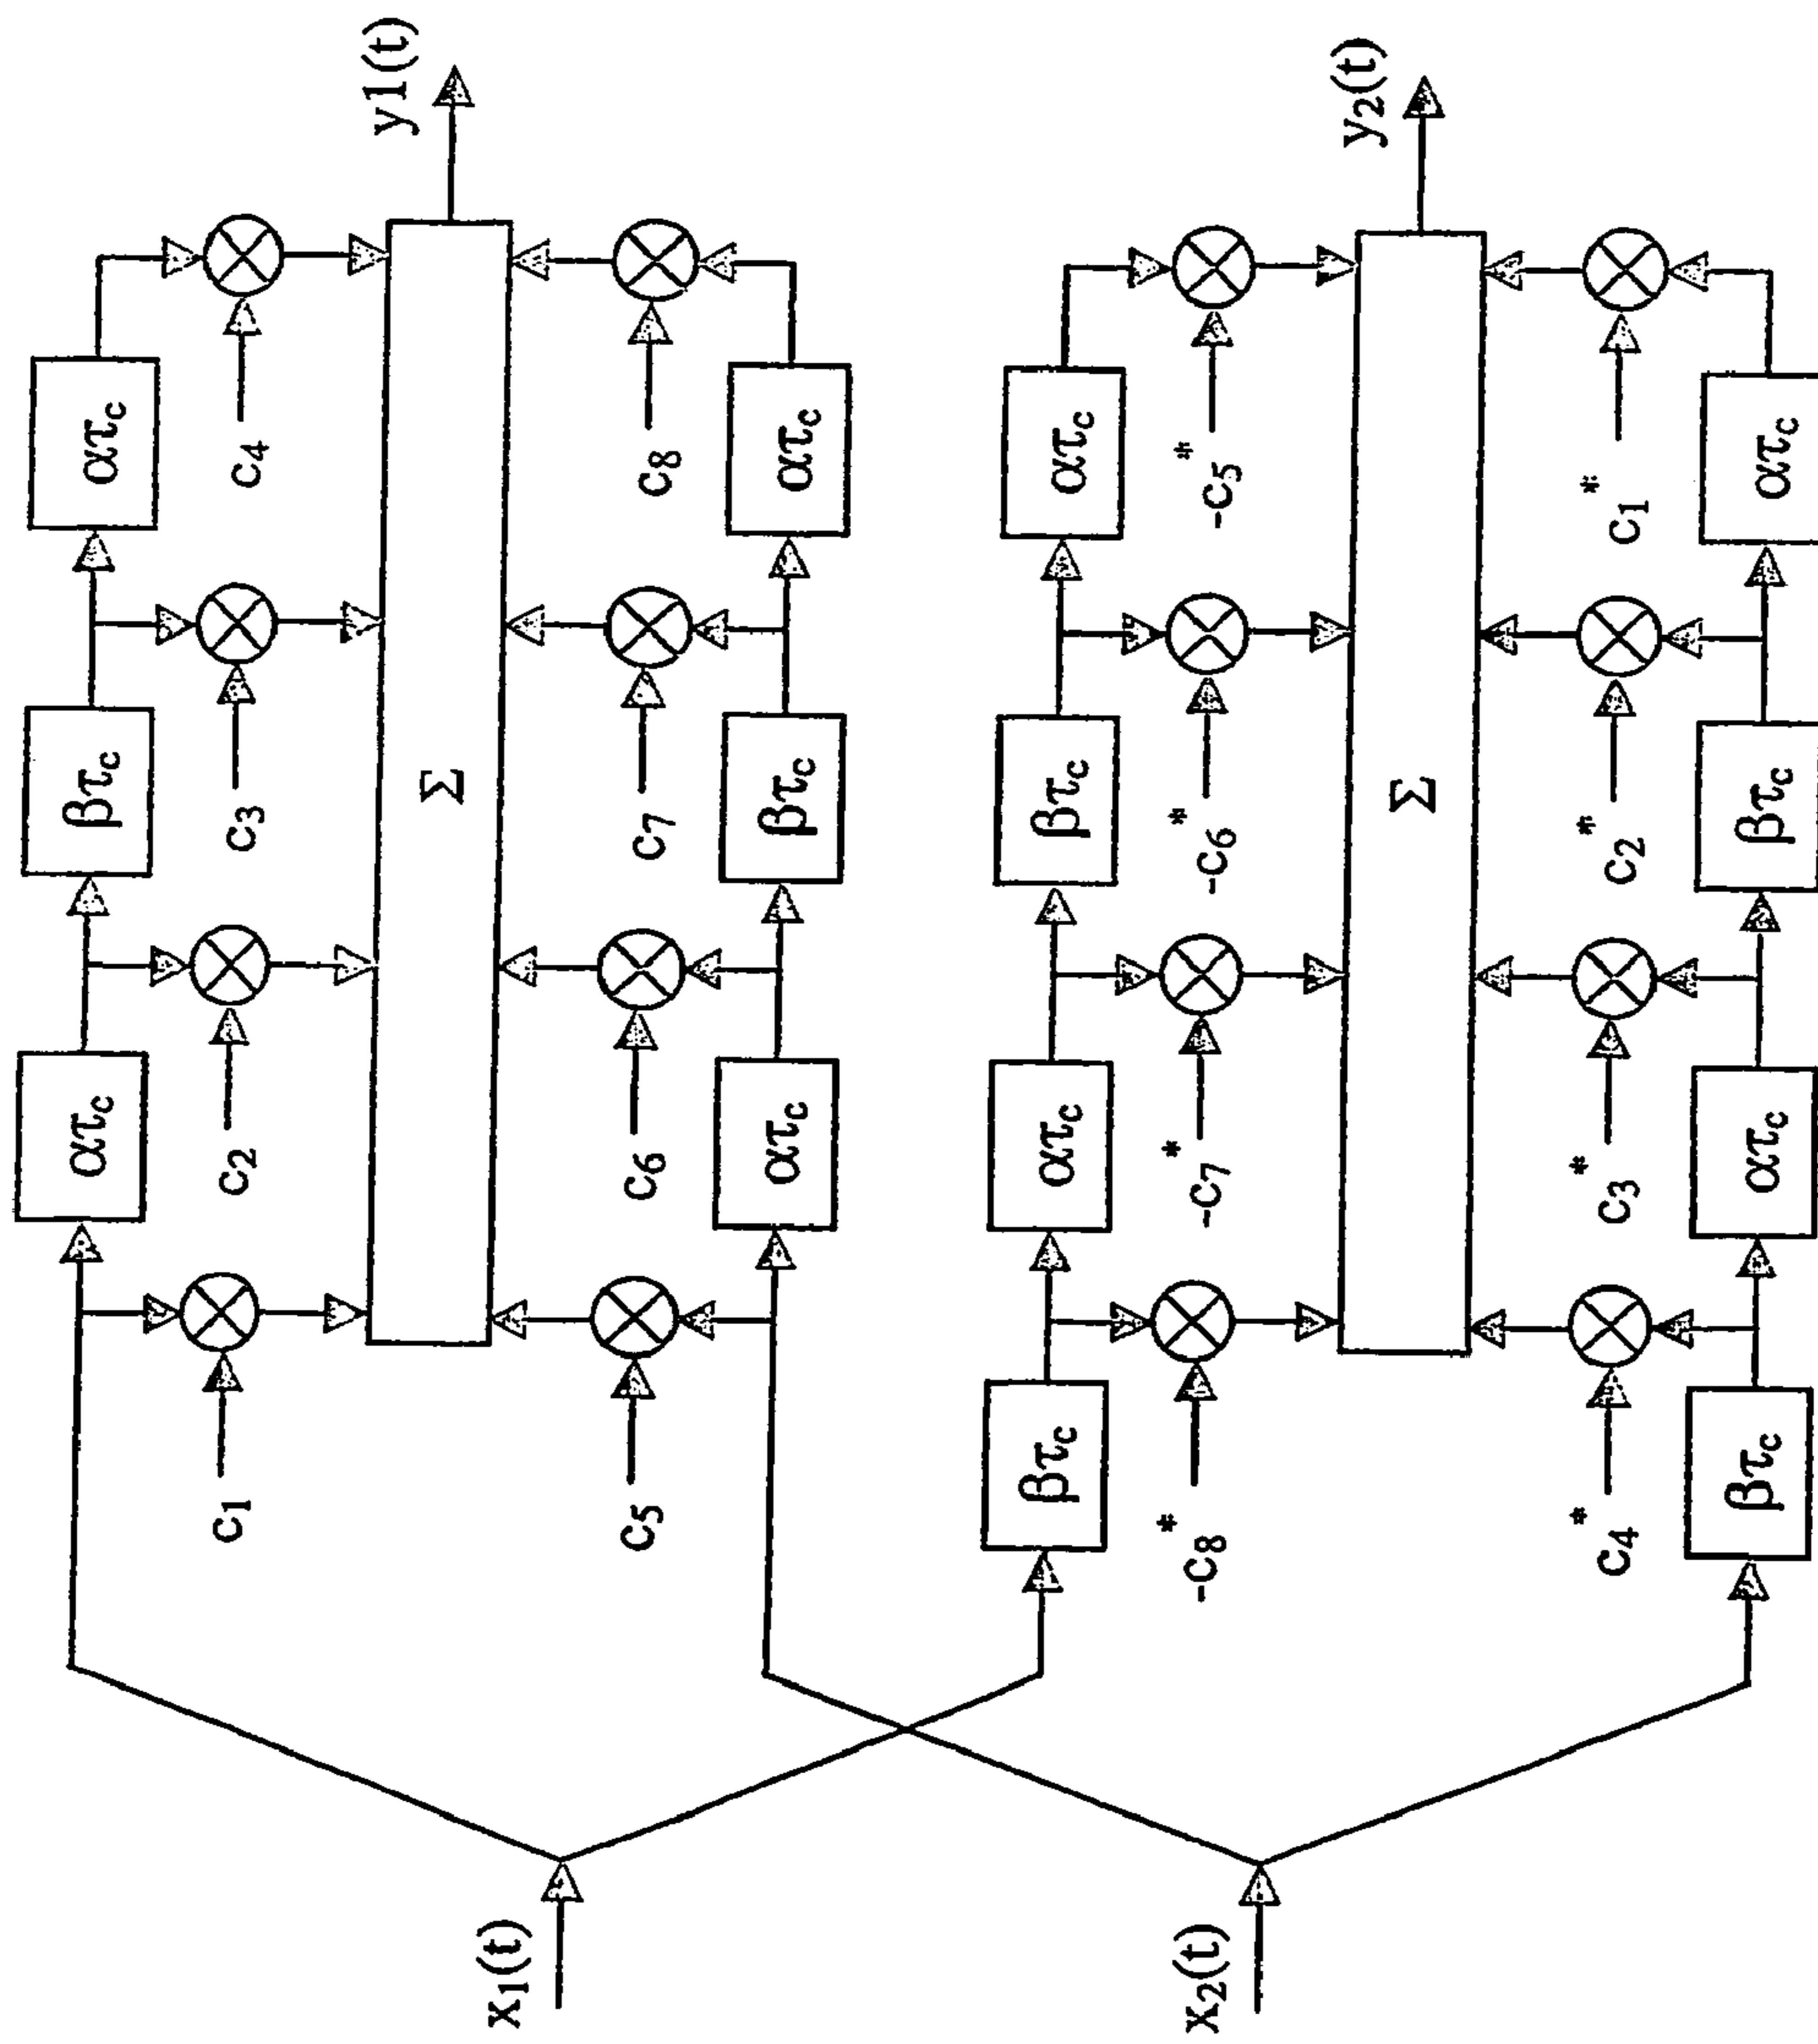 x₁(t)
x₂(t)
ατc
βτc
ατc
c₁
c₂
c₃
c₄
Σ
y1(t)
c₅
c₆
c₇
c₈
ατc
βτc
ατc
βτc
ατc
βτc
ατc
-c₈*
-c₇*
-c₆*
-c₅*
Σ
y₂(t)
c₄*
c₃*
c₂*
c₁*
βτc
ατc
βτc
ατc